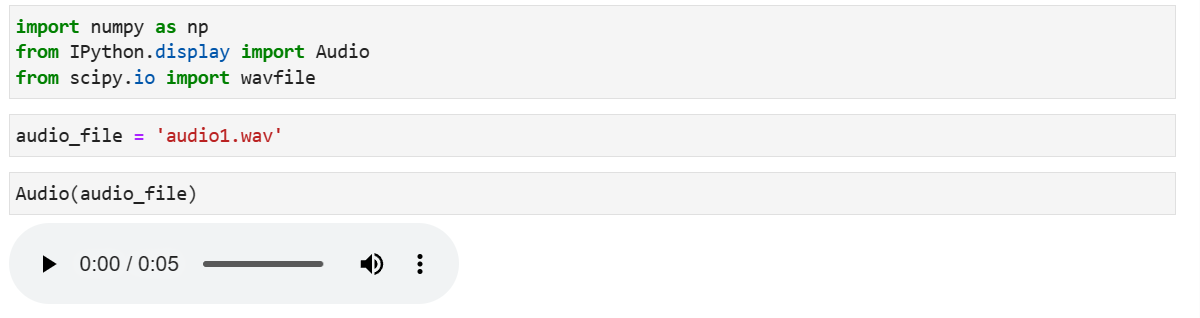 import numpy as np
from IPython.display import Audio
from scipy.io import wavfile
audio_file = 'audio1.wav'
Audio(audio_file)
0:00 / 0:05